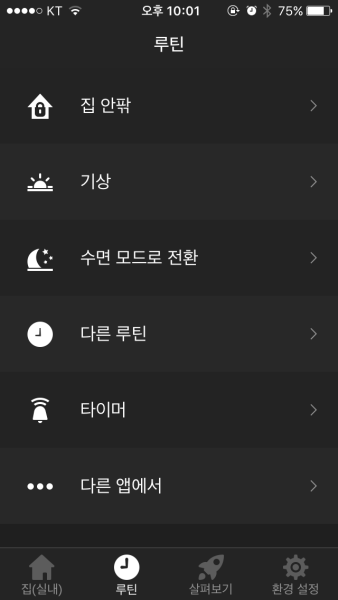 KT 오후 10:01 75%
루틴
집 안팎
기상
수면 모드로 전환
다른 루틴
타이머
다른 앱에서
집(실내) 루틴 살펴보기 환경 설정